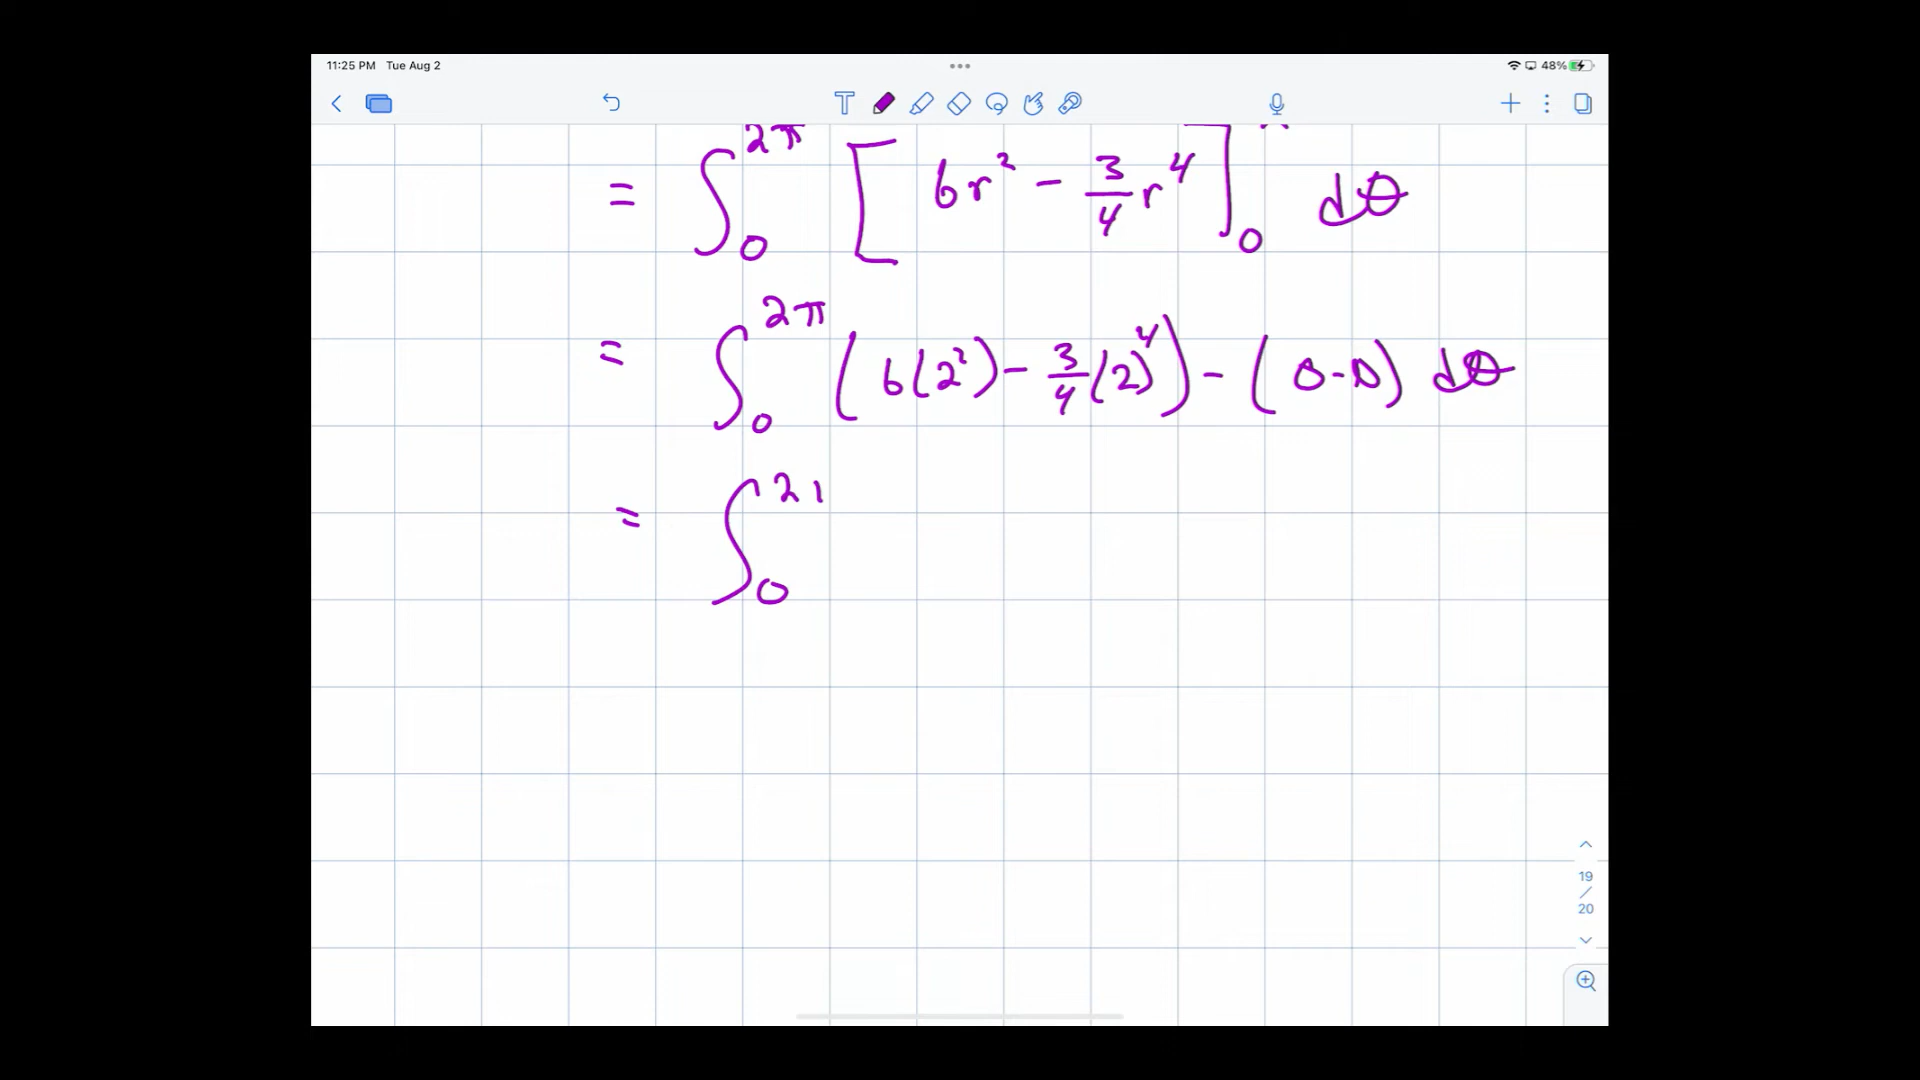 11:25 PM Tue Aug 2 48%
= ∫₀^2π [ 6r² - 3/4 r⁴ ]₀ dθ
= ∫₀^2π ( 6(2²) - 3/4 (2)⁴ ) - ( 0-0 ) dθ
= ∫₀^2
19
/
20